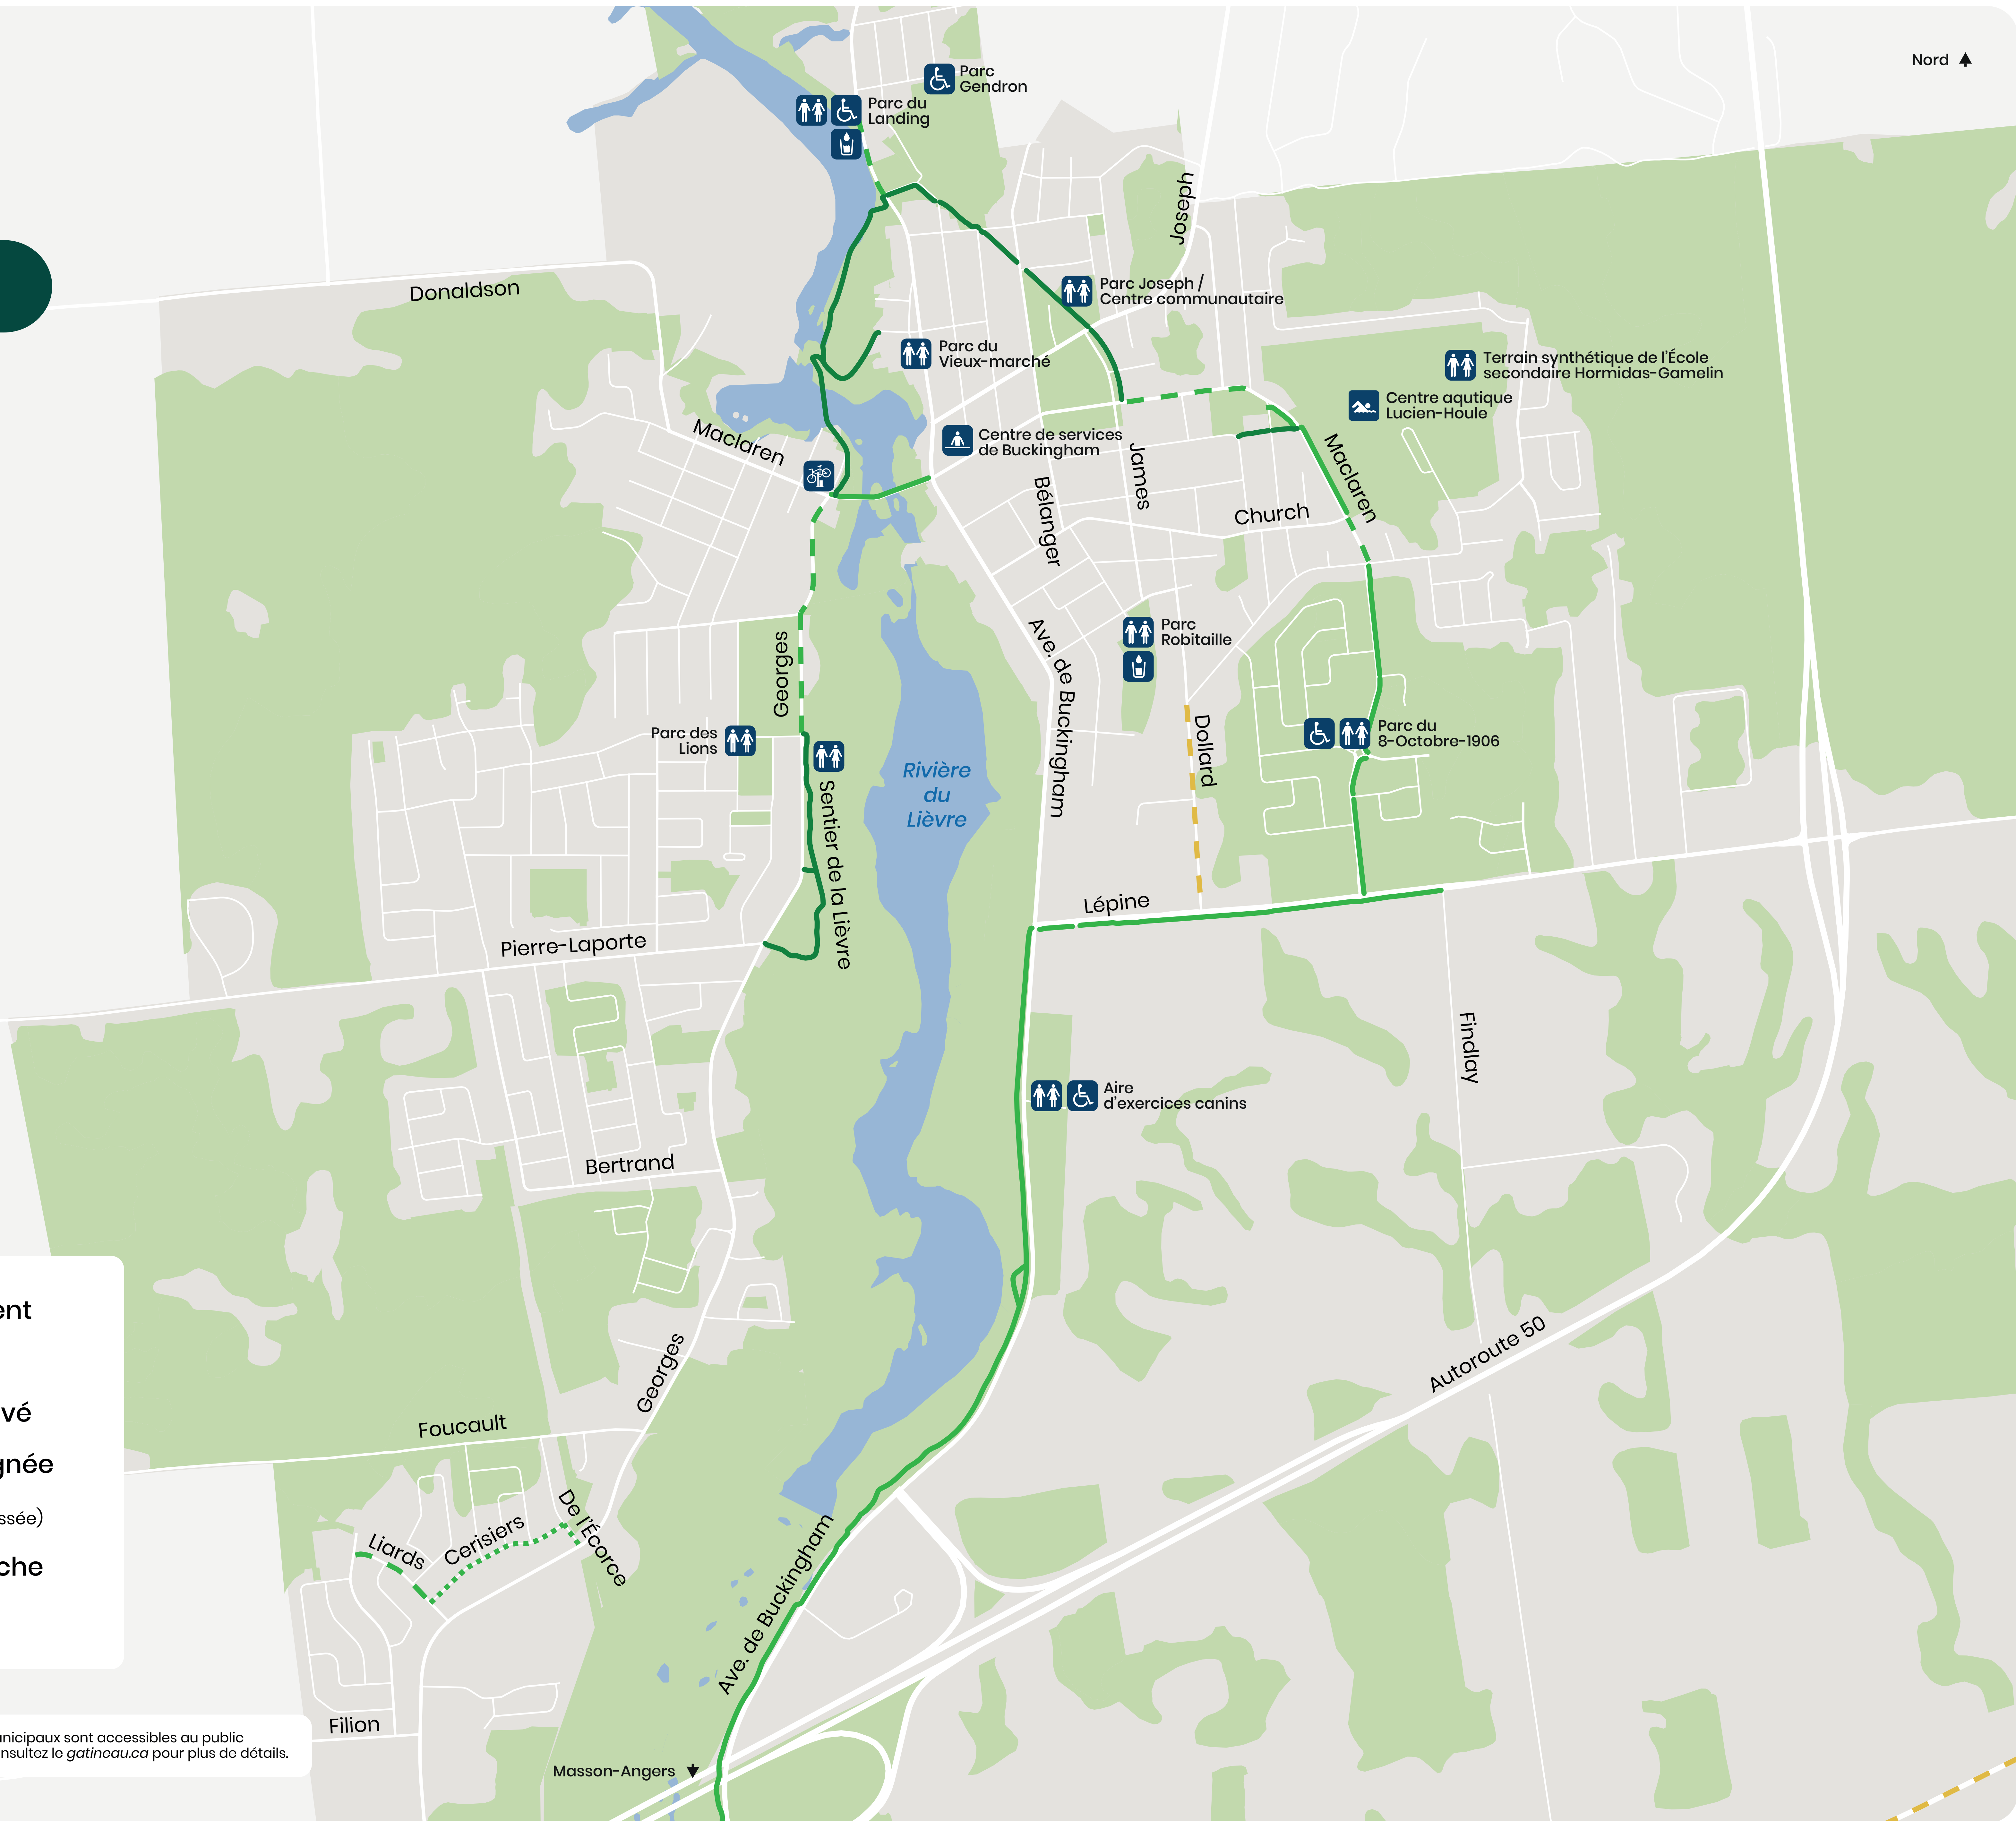 Nord
Parc
Gendron
Parc du
Landing
Joseph
Donaldson
Parc Joseph /
Centre communautaire
Parc du
Vieux-marché
Terrain synthétique de l'École
secondaire Hormidas-Gamelin
Centre aqutique
Lucien-Houle
Maclaren
Centre de services
de Buckingham
James
Maclaren
Bélanger
Church
Georges
Ave. de Buckingham
Parc
Robitaille
Dollard
Parc des
Lions
Parc du
8-Octobre-1906
Rivière
du
Lièvre
Sentier de la Lièvre
Lépine
Pierre-Laporte
Findlay
Aire
d'exercices canins
Bertrand
Georges
Autoroute 50
ent
vé
Foucault
gnée
ssée)
De l'Écorce
Cerisiers
Liards
che
Ave. de Buckingham
Filion
unicipaux sont accessibles au public
nsultez le gatineau.ca pour plus de détails.
Masson-Angers